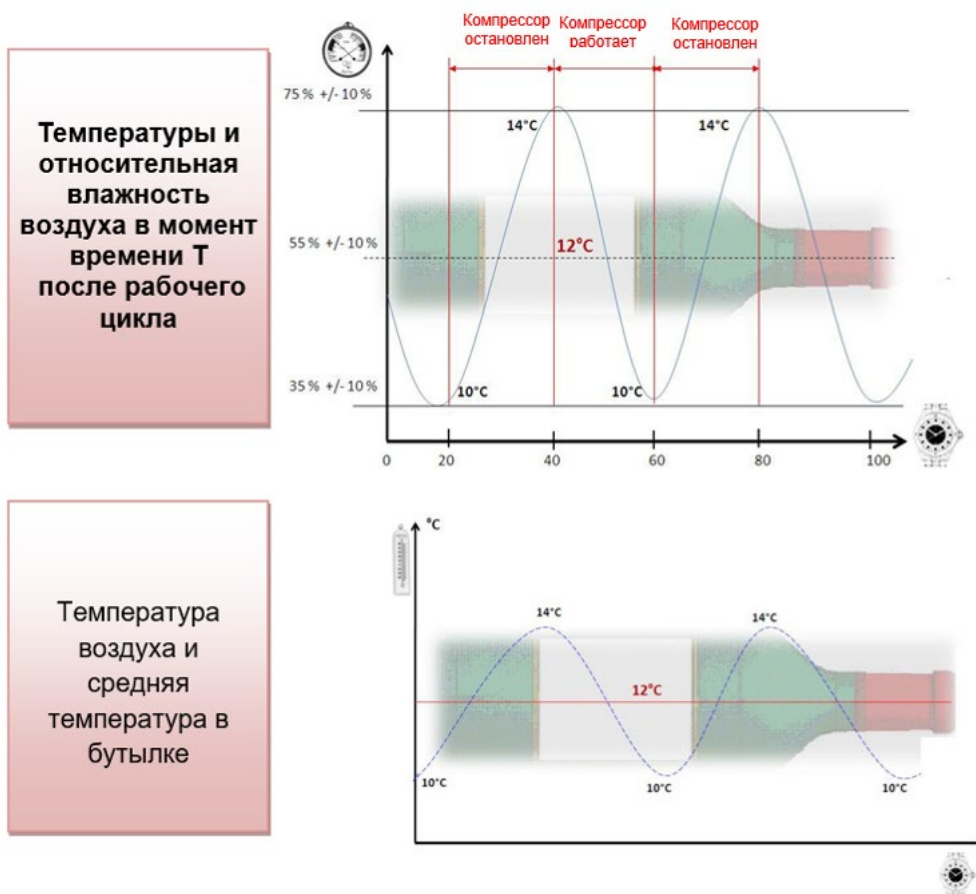 Компрессор
остановлен
Компрессор
работает
Компрессор
остановлен
Температуры и
относительная
влажность
воздуха в момент
времени Т
после рабочего
цикла
75 % +/- 10 %
14°C
14°C
55 % +/- 10 %
12°C
35 % +/- 10 %
10°C
10°C
0
20
40
60
80
100
Температура
воздуха и
средняя
температура в
бутылке
°C
14°C
14°C
12°C
10°C
10°C
10°C